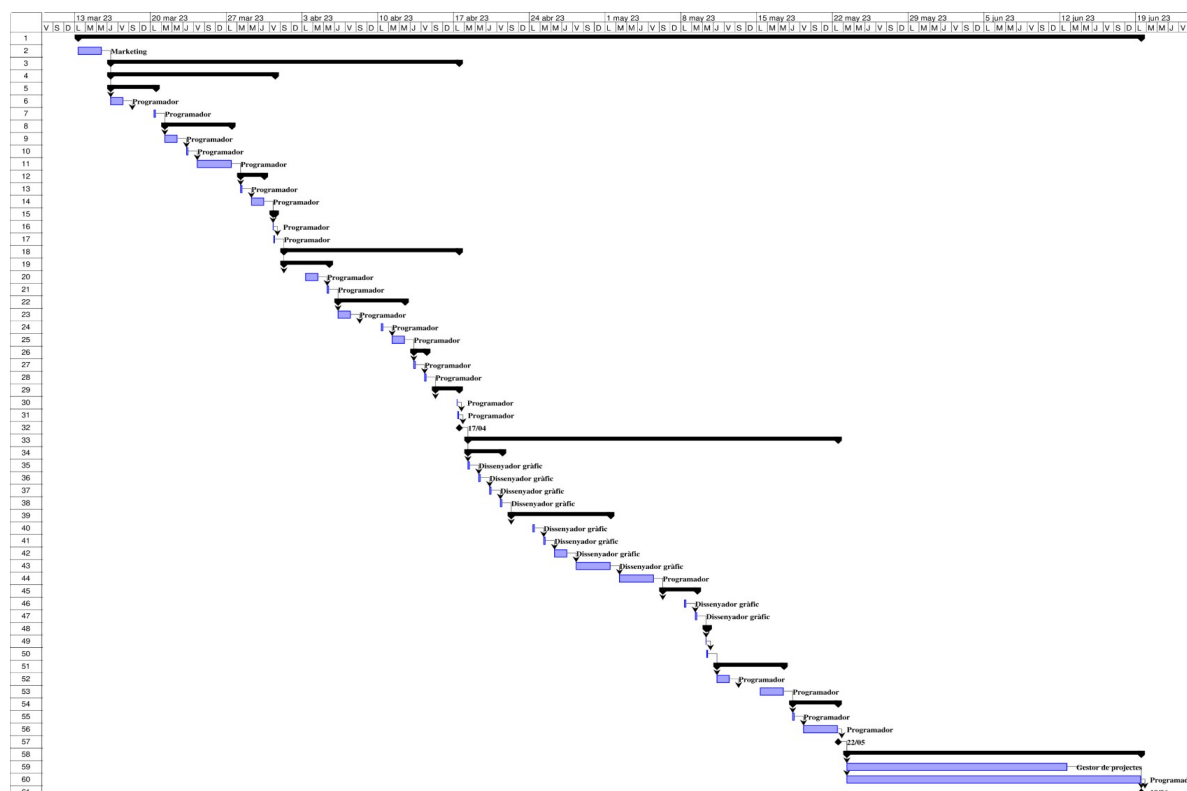 13 mar 23 20 mar 23 27 mar 23 3 abr 23 10 abr 23 17 abr 23 24 abr 23 1 may 23 8 may 23 15 may 23 22 may 23 29 may 23 5 jun 23 12 jun 23 19 jun 23
V S D L M M J V S D L M M J V S D L M M J V S D L M M J V S D L M M J V S D L M M J V S D L M M J V S D L M M J V S D L M M J V S D L M M J V S D L M M J V S D L M M J V S D L M M J V S D L M M J V S D L M M J V
1
2 Marketing
3
4
5
6 Programador
7 Programador
8
9 Programador
10 Programador
11 Programador
12
13 Programador
14 Programador
15
16 Programador
17 Programador
18
19
20 Programador
21 Programador
22
23 Programador
24 Programador
25 Programador
26
27 Programador
28 Programador
29
30 Programador
31 Programador
32 17/04
33
34
35 Dissenyador gràfic
36 Dissenyador gràfic
37 Dissenyador gràfic
38 Dissenyador gràfic
39
40 Dissenyador gràfic
41 Dissenyador gràfic
42 Dissenyador gràfic
43 Dissenyador gràfic
44 Programador
45
46 Dissenyador gràfic
47 Dissenyador gràfic
48
49
50
51
52 Programador
53 Programador
54
55 Programador
56 Programador
57 22/05
58
59 Gestor de projectes
60 Programad